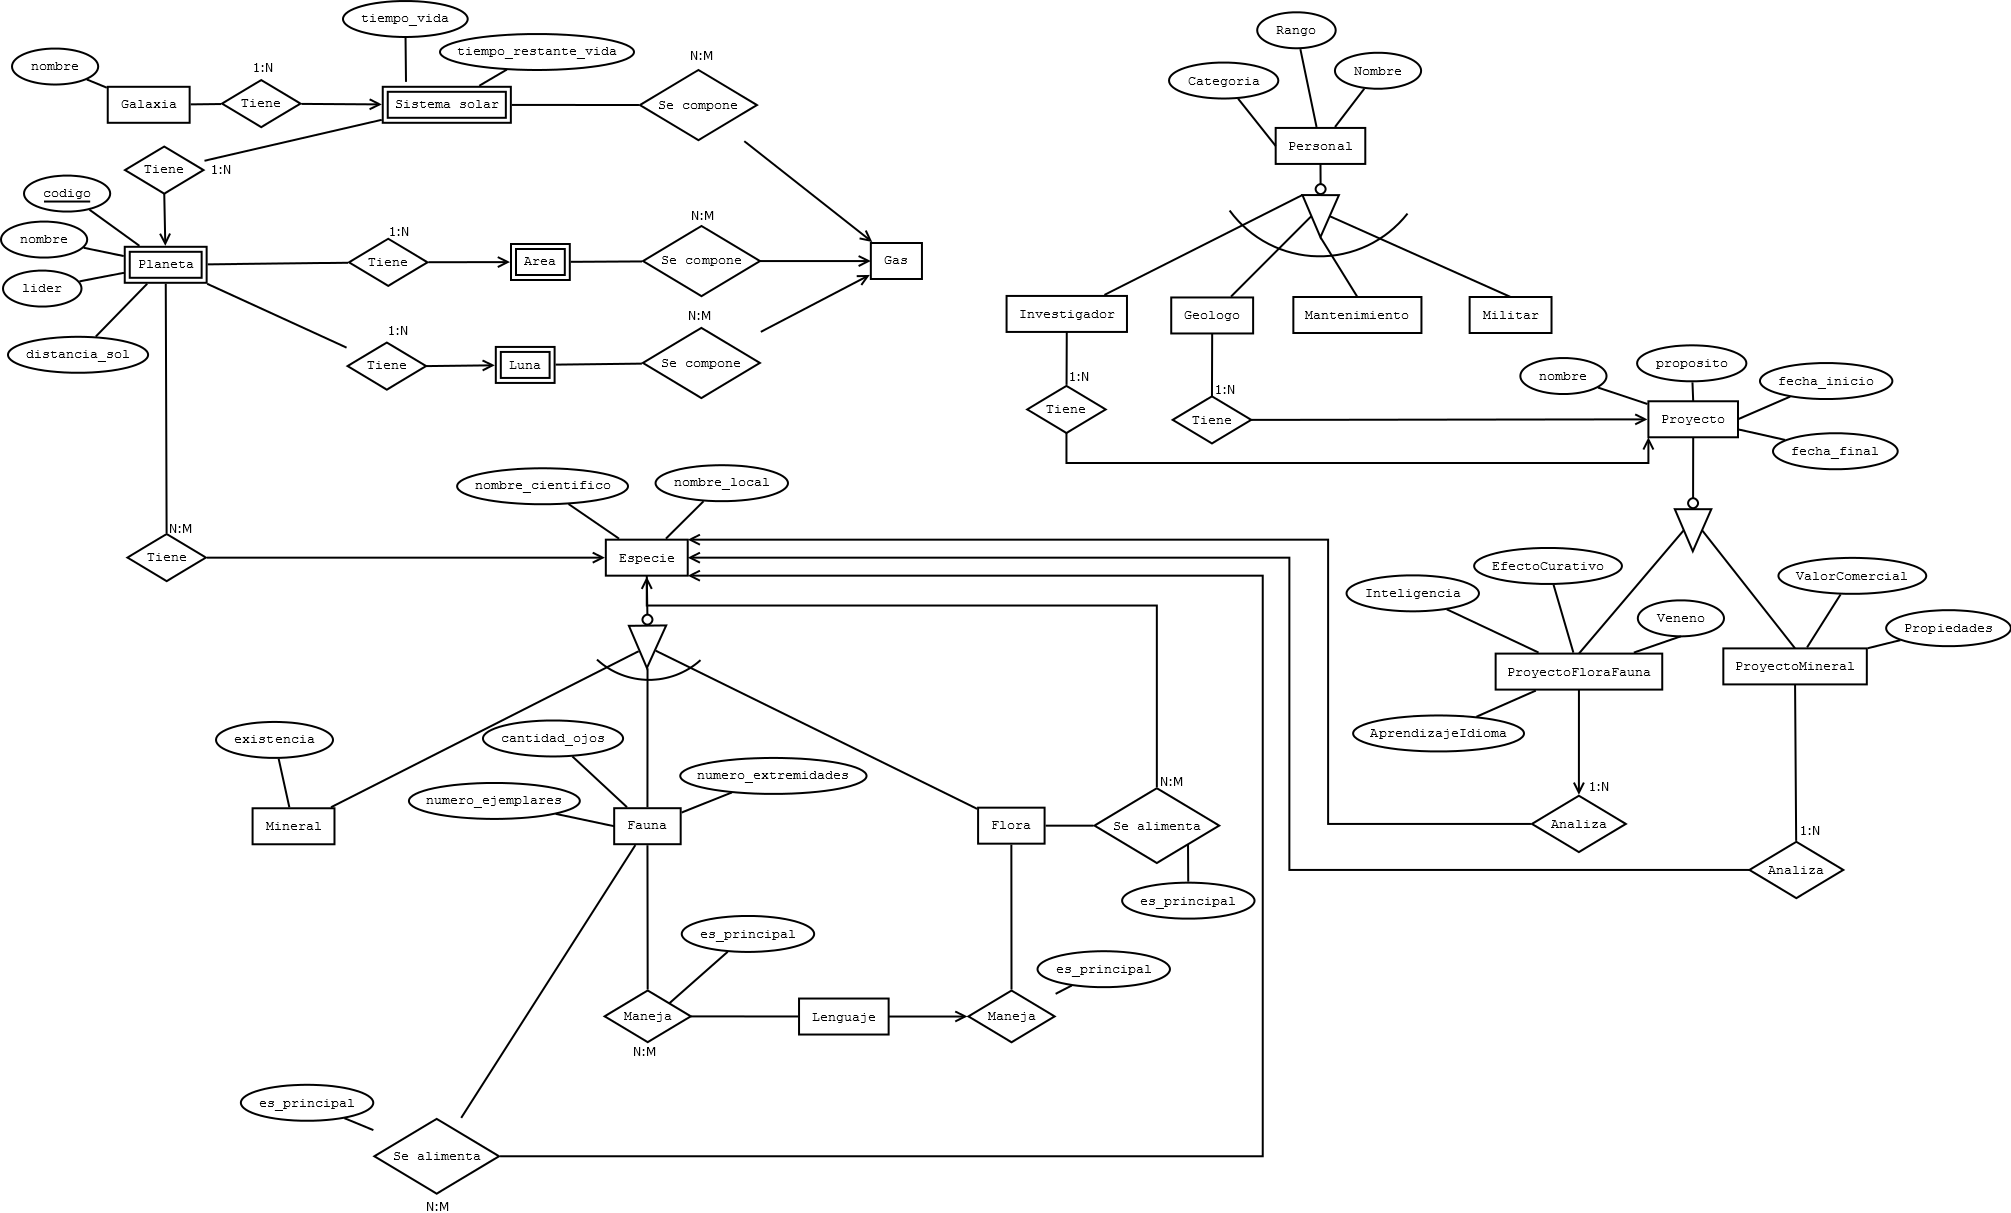 tiempo_vida
tiempo_restante_vida
nombre
1:N
N:M
Galaxia
Tiene
Sistema solar
Se compone
Tiene
1:N
codigo
nombre
Planeta
lider
distancia_sol
1:N
Tiene
Area
N:M
Se compone
Gas
1:N
Tiene
Luna
N:M
Se compone
N:M
Tiene
Rango
Categoria
Nombre
Personal
Investigador
Geologo
Mantenimiento
Militar
1:N
Tiene
1:N
Tiene
nombre
proposito
fecha_inicio
Proyecto
fecha_final
nombre_cientifico
nombre_local
Especie
EfectoCurativo
Inteligencia
Veneno
ValorComercial
Propiedades
ProyectoFloraFauna
ProyectoMineral
AprendizajeIdioma
1:N
Analiza
1:N
Analiza
existencia
cantidad_ojos
numero_extremidades
numero_ejemplares
Mineral
Fauna
Flora
N:M
Se alimenta
es_principal
es_principal
es_principal
Maneja
N:M
Lenguaje
Maneja
es_principal
Se alimenta
N:M